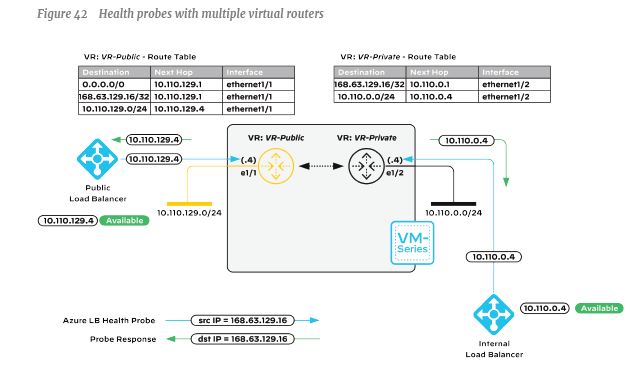 Figure 42 Health probes with multiple virtual routers
VR: VR-Public - Route Table
Destination Next Hop Interface
0.0.0.0/0 10.110.129.1 ethernet1/1
168.63.129.16/32 10.110.129.1 ethernet1/1
10.110.129.0/24 10.110.129.4 ethernet1/1
VR: VR-Private - Route Table
Destination Next Hop Interface
168.63.129.16/32 10.110.0.1 ethernet1/2
10.110.0.0/24 10.110.0.4 ethernet1/2
10.110.129.4
10.110.129.4
Public
Load Balancer
10.110.129.4 Available
10.110.129.0/24
VR: VR-Public
(.4)
e1/1
VR: VR-Private
(.4)
e1/2
VM-
Series
10.110.0.4
10.110.0.0/24
10.110.0.4
10.110.0.4 Available
Internal
Load Balancer
Azure LB Health Probe src IP = 168.63.129.16
Probe Response dst IP = 168.63.129.16